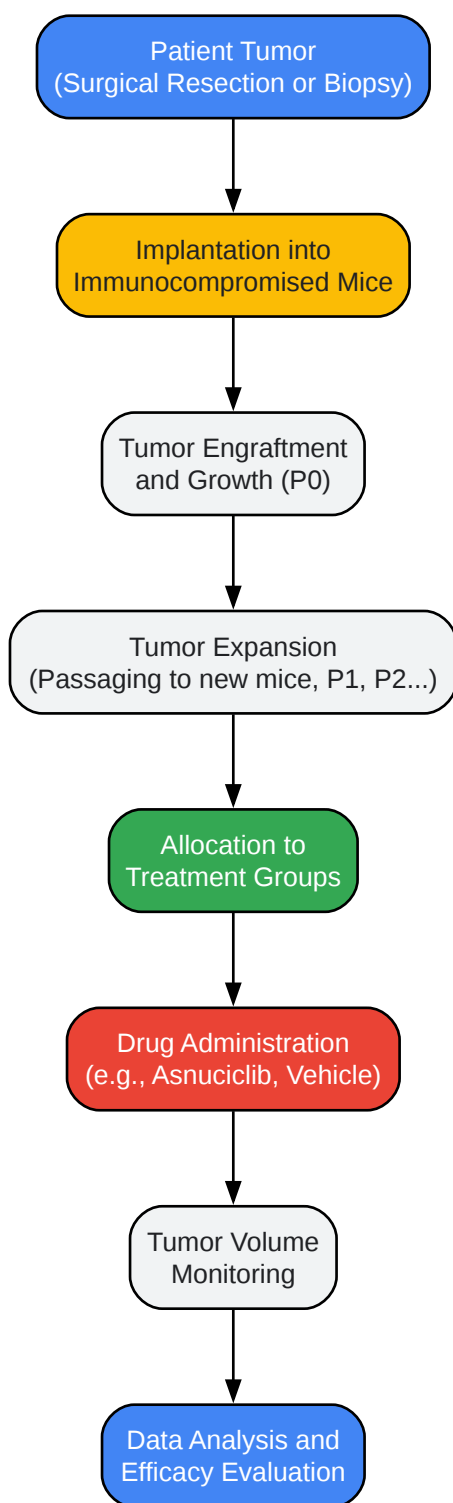 Patient Tumor
(Surgical Resection or Biopsy)
Implantation into
Immunocompromised Mice
Tumor Engraftment
and Growth (P0)
Tumor Expansion
(Passaging to new mice, P1, P2...)
Allocation to
Treatment Groups
Drug Administration
(e.g., Asnuciclib, Vehicle)
Tumor Volume
Monitoring
Data Analysis and
Efficacy Evaluation